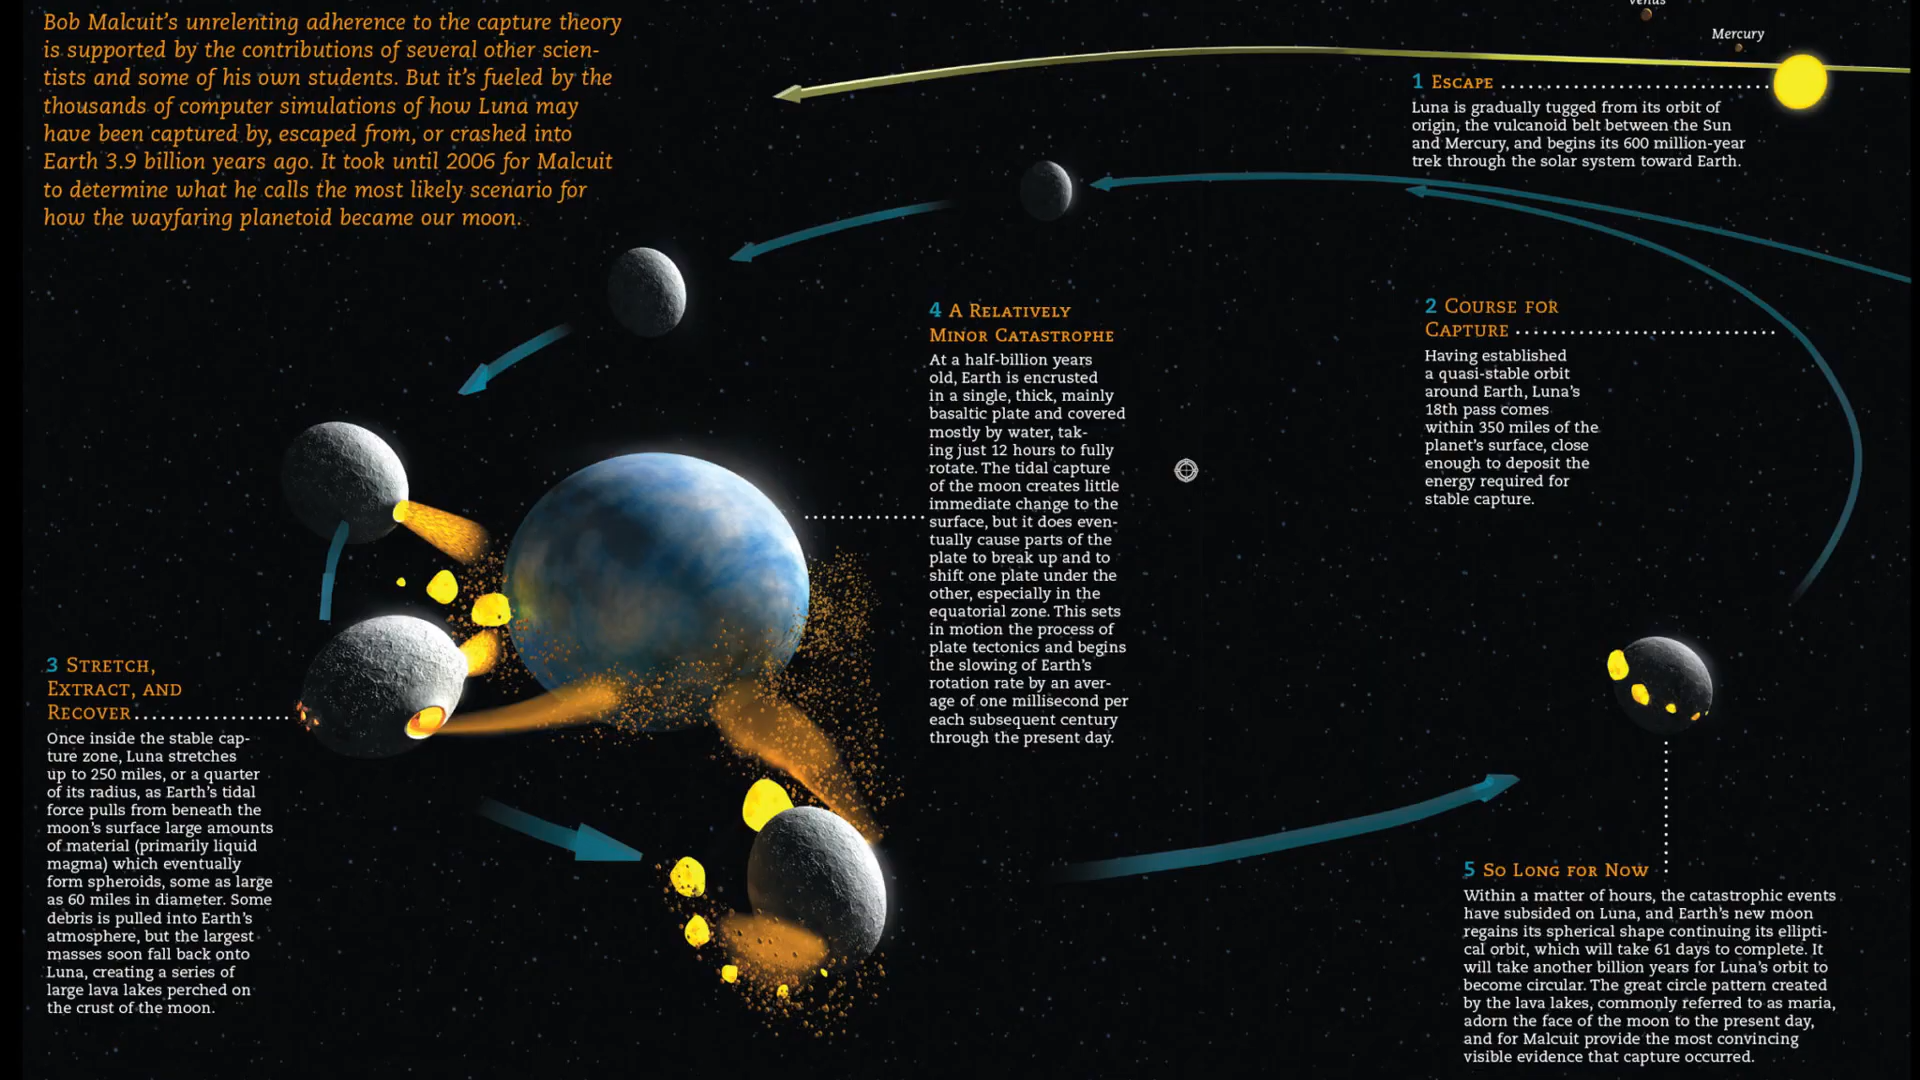 Bob Malcuit's unrelenting adherence to the capture theory
is supported by the contributions of several other scien-
tists and some of his own students. But it's fueled by the
thousands of computer simulations of how Luna may
have been captured by, escaped from, or crashed into
Earth 3.9 billion years ago. It took until 2006 for Malcuit
to determine what he calls the most likely scenario for
how the wayfaring planetoid became our moon.
Venus
Mercury
1 Escape
Luna is gradually tugged from its orbit of
origin, the vulcanoid belt between the Sun
and Mercury, and begins its 600 million-year
trek through the solar system toward Earth.
2 Course for
Capture
Having established
a quasi-stable orbit
around Earth, Luna's
18th pass comes
within 350 miles of the
planet's surface, close
enough to deposit the
energy required for
stable capture.
3 Stretch,
Extract, and
Recover
Once inside the stable cap-
ture zone, Luna stretches
up to 250 miles, or a quarter
of its radius, as Earth's tidal
force pulls from beneath the
moon's surface large amounts
of material (primarily liquid
magma) which eventually
form spheroids, some as large
as 60 miles in diameter. Some
debris is pulled into Earth's
atmosphere, but the largest
masses soon fall back onto
Luna, creating a series of
large lava lakes perched on
the crust of the moon.
4 A Relatively
Minor Catastrophe
At a half-billion years
old, Earth is encrusted
in a single, thick, mainly
basaltic plate and covered
mostly by water, tak-
ing just 12 hours to fully
rotate. The tidal capture
of the moon creates little
immediate change to the
surface, but it does even-
tually cause parts of the
plate to break up and to
shift one plate under the
other, especially in the
equatorial zone. This sets
in motion the process of
plate tectonics and begins
the slowing of Earth's
rotation rate by an aver-
age of one millisecond per
each subsequent century
through the present day.
5 So Long for Now
Within a matter of hours, the catastrophic events
have subsided on Luna, and Earth's new moon
regains its spherical shape continuing its ellipti-
cal orbit, which will take 61 days to complete. It
will take another billion years for Luna's orbit to
become circular. The great circle pattern created
by the lava lakes, commonly referred to as maria,
adorn the face of the moon to the present day,
and for Malcuit provide the most convincing
visible evidence that capture occurred.